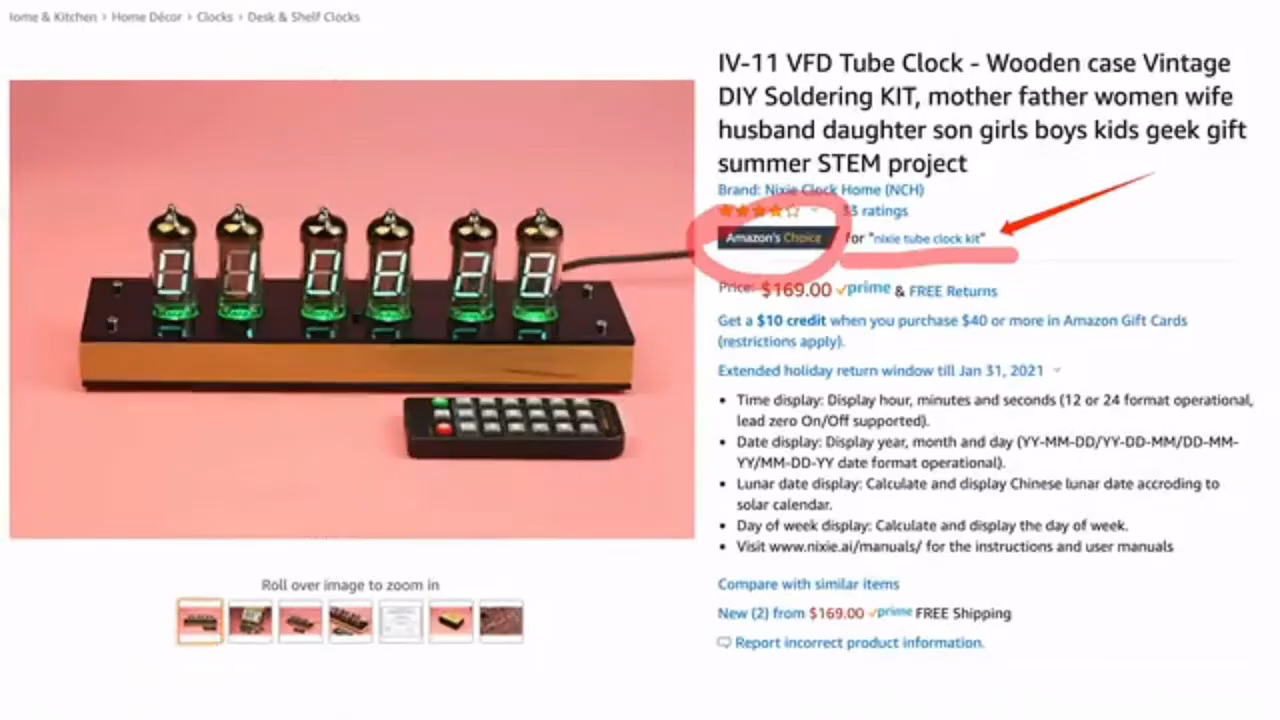 ome & Kitchen › Home Décor › Clocks › Desk & Shelf Clocks
IV-11 VFD Tube Clock - Wooden case Vintage
DIY Soldering KIT, mother father women wife
husband daughter son girls boys kids geek gift
summer STEM project
Brand: Nixie Clock Home (NCH)
33 ratings
Amazon's Choice for "nixie tube clock kit"
Price: $169.00 prime & FREE Returns
Get a $10 credit when you purchase $40 or more in Amazon Gift Cards
(restrictions apply).
Extended holiday return window till Jan 31, 2021
• Time display: Display hour, minutes and seconds (12 or 24 format operational,
lead zero On/Off supported).
• Date display: Display year, month and day (YY-MM-DD/YY-DD-MM/DD-MM-
YY/MM-DD-YY date format operational).
• Lunar date display: Calculate and display Chinese lunar date accroding to
solar calendar.
• Day of week display: Calculate and display the day of week.
• Visit www.nixie.ai/manuals/ for the instructions and user manuals
Roll over image to zoom in
Compare with similar items
New (2) from $169.00 prime FREE Shipping
Report incorrect product information.